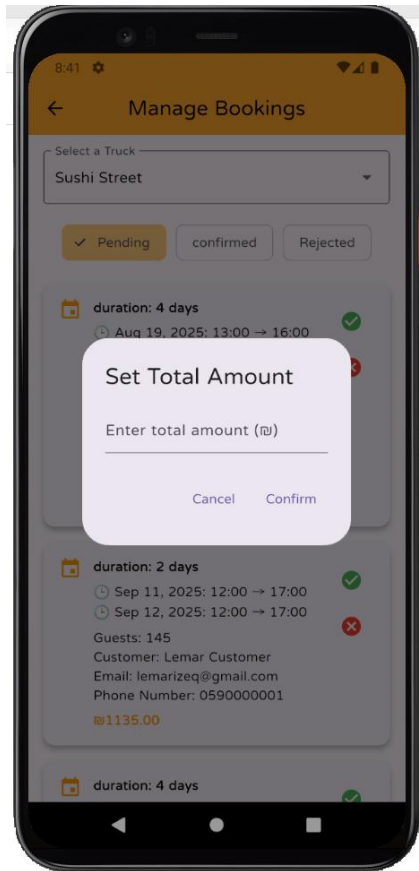 8:41
Manage Bookings
Select a Truck
Sushi Street
Pending
confirmed
Rejected
duration: 4 days
Aug 19, 2025: 13:00 → 16:00
Set Total Amount
Enter total amount (₪)
Cancel
Confirm
duration: 2 days
Sep 11, 2025: 12:00 → 17:00
Sep 12, 2025: 12:00 → 17:00
Guests: 145
Customer: Lemar Customer
Email: lemarizeq@gmail.com
Phone Number: 0590000001
₪1135.00
duration: 4 days